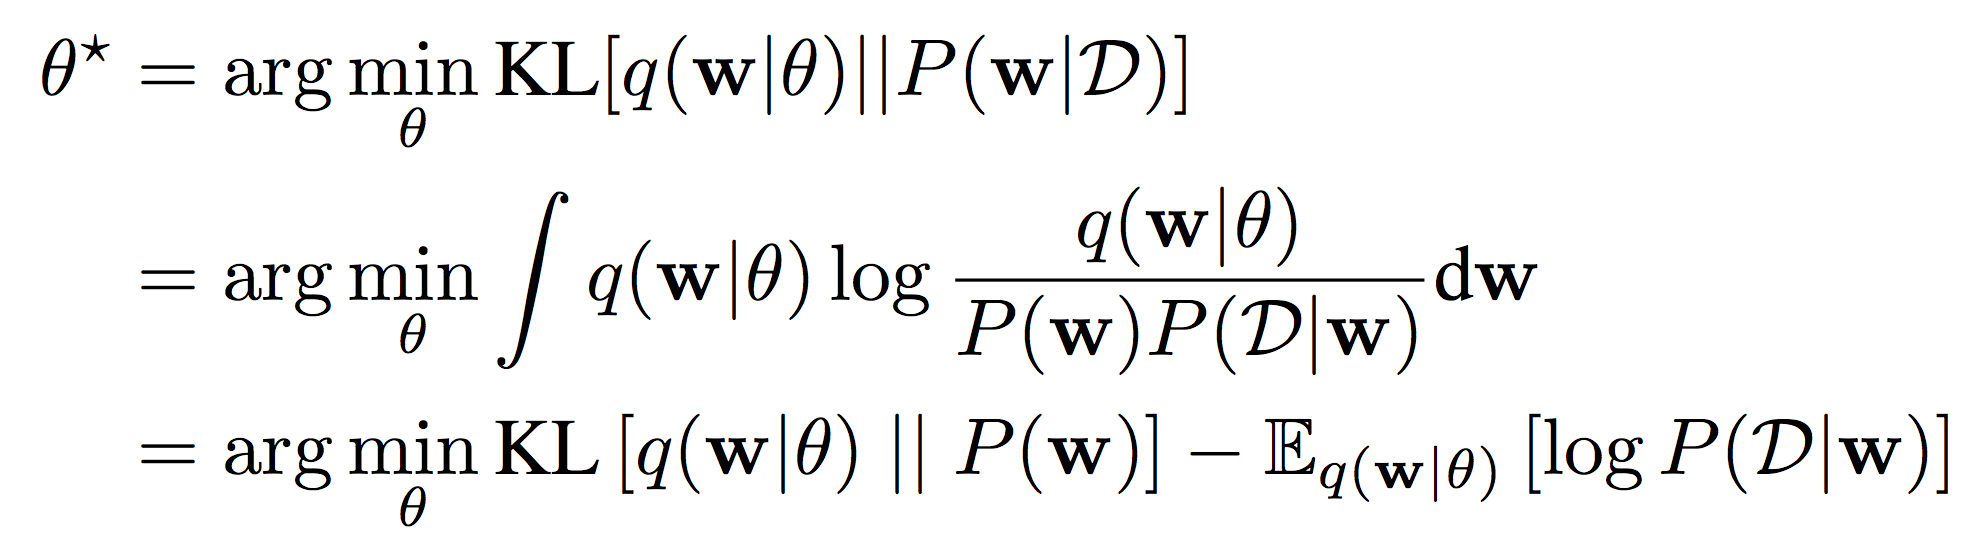 θ⋆ = arg min_θ KL[q(w|θ)||P(w|𝒟)]
= arg min_θ ∫ q(w|θ) log q(w|θ) / P(w)P(𝒟|w) dw
= arg min_θ KL [q(w|θ) || P(w)] − 𝔼_q(w|θ) [log P(𝒟|w)]